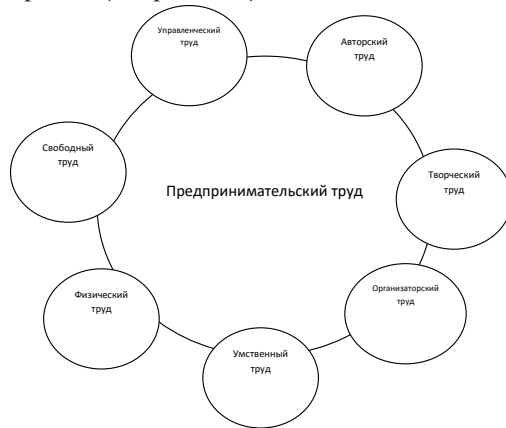 Управленческий
труд
Авторский
труд
Свободный
труд
Творческий
труд
Предпринимательский труд
Физический
труд
Организаторский
труд
Умственный
труд